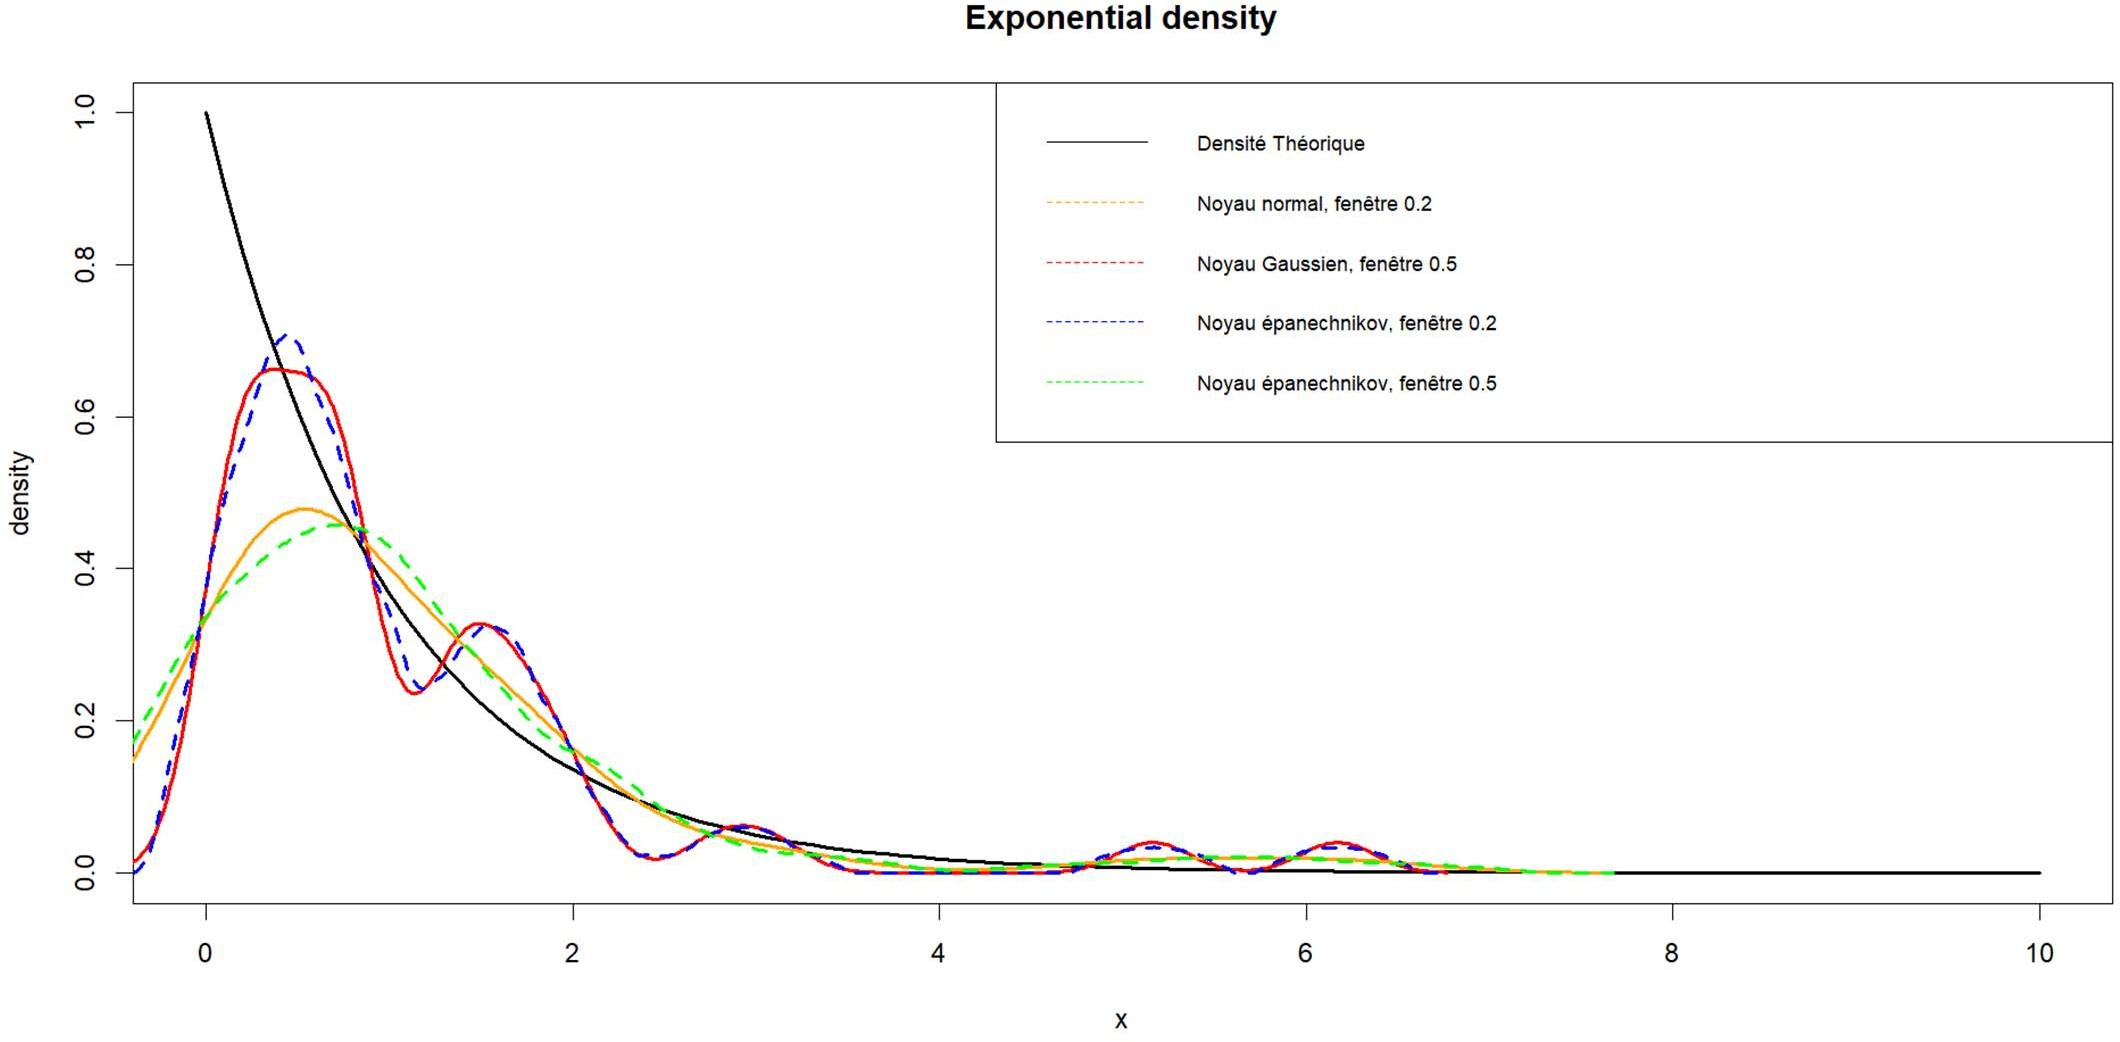 Exponential density
Densité Théorique
Noyau normal, fenêtre 0.2
Noyau Gaussien, fenêtre 0.5
Noyau épanechnikov, fenêtre 0.2
Noyau épanechnikov, fenêtre 0.5
density
1.0
0.8
0.6
0.4
0.2
0.0
0 2 4 6 8 10
x